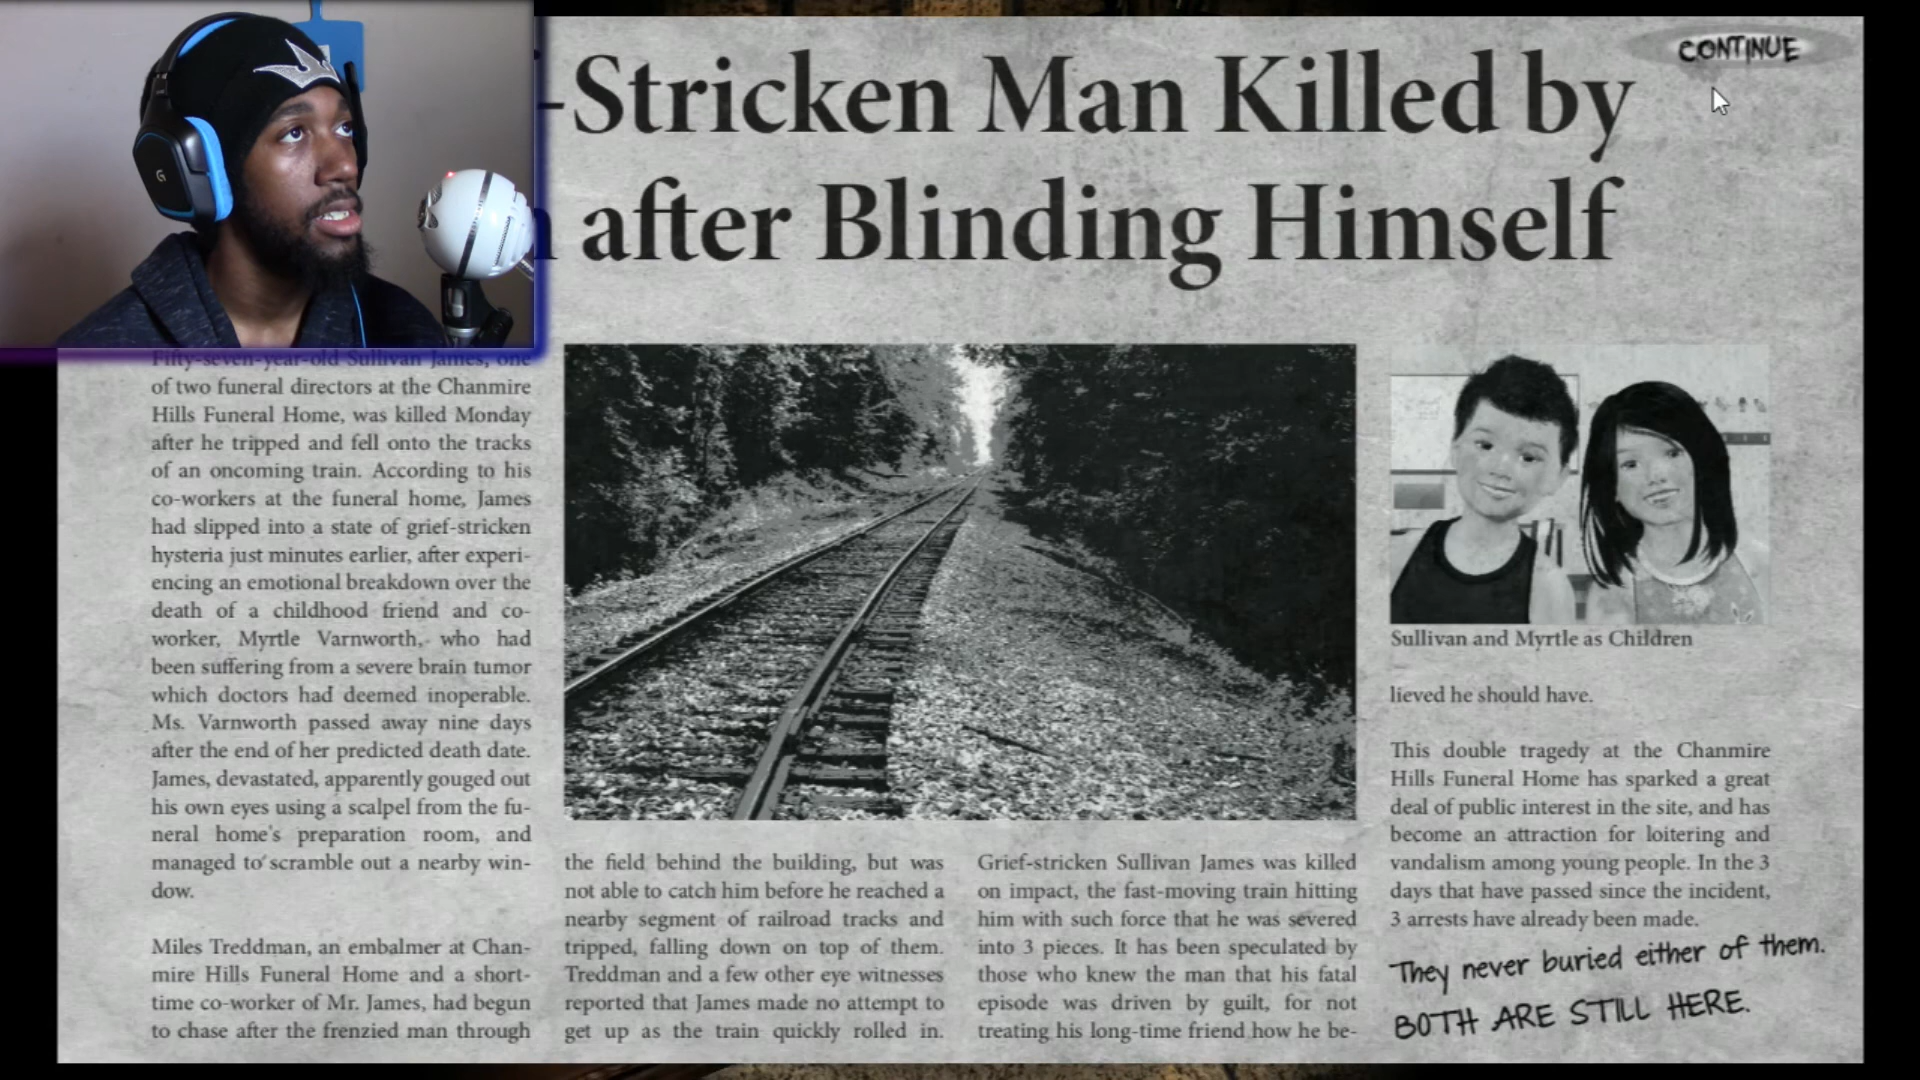 CONTINUE
-Stricken Man Killed by
after Blinding Himself
G
Fifty-seven-year-old Sullivan James, one
of two funeral directors at the Chanmire
Hills Funeral Home, was killed Monday
after he tripped and fell onto the tracks
of an oncoming train. According to his
co-workers at the funeral home, James
had slipped into a state of grief-stricken
hysteria just minutes earlier, after experi-
encing an emotional breakdown over the
death of a childhood friend and co-
worker, Myrtle Varnworth, who had
been suffering from a severe brain tumor
which doctors had deemed inoperable.
Ms. Varnworth passed away nine days
after the end of her predicted death date.
James, devastated, apparently gouged out
his own eyes using a scalpel from the fu-
neral home's preparation room, and
managed to scramble out a nearby win-
dow.
Miles Treddman, an embalmer at Chan-
mire Hills Funeral Home and a short-
time co-worker of Mr. James, had begun
to chase after the frenzied man through
the field behind the building, but was
not able to catch him before he reached a
nearby segment of railroad tracks and
tripped, falling down on top of them.
Treddman and a few other eye witnesses
reported that James made no attempt to
get up as the train quickly rolled in.
Grief-stricken Sullivan James was killed
on impact, the fast-moving train hitting
him with such force that he was severed
into 3 pieces. It has been speculated by
those who knew the man that his fatal
episode was driven by guilt, for not
treating his long-time friend how he be-
Sullivan and Myrtle as Children
lieved he should have.
This double tragedy at the Chanmire
Hills Funeral Home has sparked a great
deal of public interest in the site, and has
become an attraction for loitering and
vandalism among young people. In the 3
days that have passed since the incident,
3 arrests have already been made.
They never buried either of them.
BOTH ARE STILL HERE.